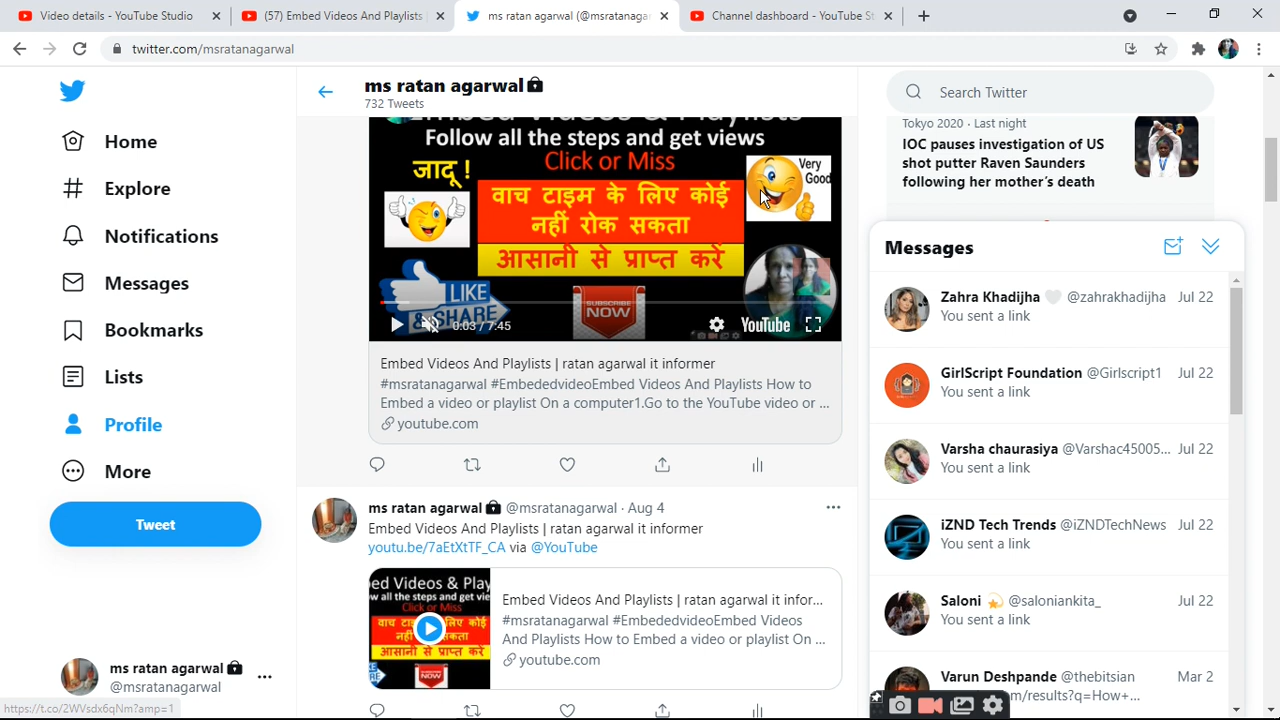 Video details - YouTube Studio
(57) Embed Videos And Playlists
ms ratan agarwal (@msratanaga
Channel dashboard - YouTube St
twitter.com/msratanagarwal
Home
Explore
Notifications
Messages
Bookmarks
Lists
Profile
More
Tweet
ms ratan agarwal
@msratanagarwal
https://t.co/2WVsdx6qNm?amp=1
ms ratan agarwal
732 Tweets
Embed Videos & Playlists
Follow all the steps and get views
Click or Miss
जादू !
Very
Good
वाच टाइम के लिए कोई
नहीं रोक सकता
आसानी से प्राप्त करें
LIKE
& SHARE
SUBSCRIBE
NOW
0:03 / 7:45
YouTube
Embed Videos And Playlists | ratan agarwal it informer
#msratanagarwal #EmbededvideoEmbed Videos And Playlists How to
Embed a video or playlist On a computer1.Go to the YouTube video or ...
youtube.com
ms ratan agarwal @msratanagarwal · Aug 4
Embed Videos And Playlists | ratan agarwal it informer
youtu.be/7aEtXtTF_CA via @YouTube
ed Videos & Play
w all the steps and get vie
Click or Miss
वाच टाइम के लिए कोई
नहीं रोक सकता
आसानी से प्राप्त करें
NOW
Embed Videos And Playlists | ratan agarwal it infor...
#msratanagarwal #EmbededvideoEmbed Videos
And Playlists How to Embed a video or playlist On ...
youtube.com
Search Twitter
Tokyo 2020 · Last night
IOC pauses investigation of US
shot putter Raven Saunders
following her mother's death
Messages
Zahra Khadijha 🤍 @zahrakhadijha Jul 22
You sent a link
GirlScript Foundation @Girlscript1 Jul 22
You sent a link
Varsha chaurasiya @Varshac45005... Jul 22
You sent a link
iZND Tech Trends @iZNDTechNews Jul 22
You sent a link
Saloni 💫 @saloniankita_ Jul 22
You sent a link
Varun Deshpande @thebitsian Mar 2
m/results?q=How+...